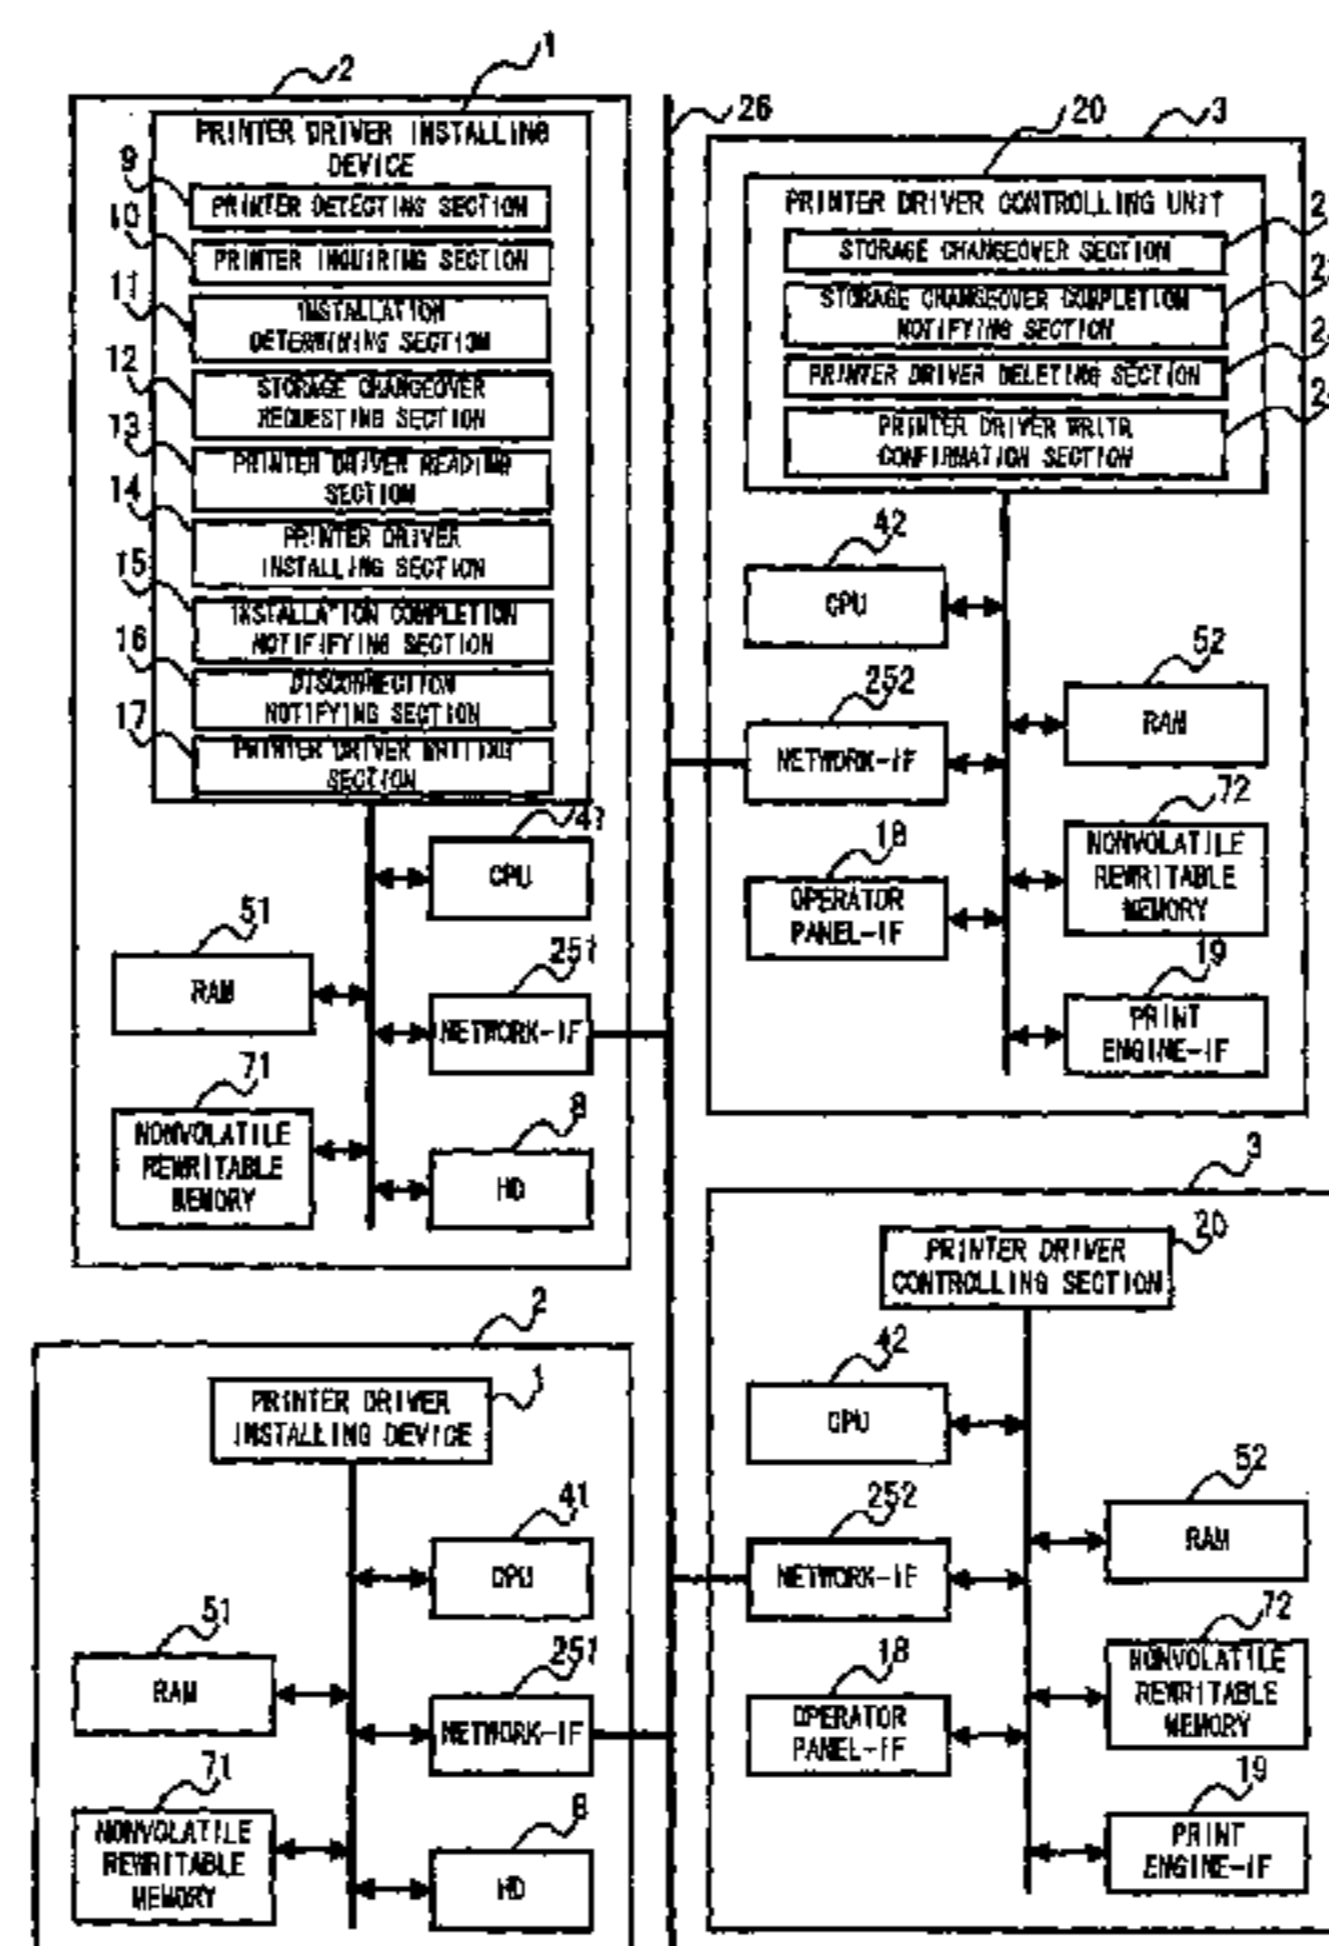 2
1
PRINTER DRIVER INSTALLING
DEVICE
9
PRINTER DETECTING SECTION
10
PRINTER INQUIRING SECTION
11
INSTALLATION
DETERMINING SECTION
12
STORAGE CHANGEOVER
REQUESTING SECTION
13
PRINTER DRIVER READING
SECTION
14
PRINTER DRIVER
INSTALLING SECTION
15
INSTALLATION COMPLETION
NOTIFYING SECTION
16
DISCONNECTION
NOTIFYING SECTION
17
PRINTER DRIVER WRITING
SECTION
41
CPU
51
RAM
251
NETWORK-IF
71
NONVOLATILE
REWRITABLE
MEMORY
8
HD
26
3
20
PRINTER DRIVER CONTROLLING UNIT
STORAGE CHANGEOVER SECTION
2
STORAGE CHANGEOVER COMPLETION
NOTIFYING SECTION
2
PRINTER DRIVER DELETING SECTION
2
PRINTER DRIVER WRITE
CONFIRMATION SECTION
2
42
CPU
52
RAM
252
NETWORK-IF
72
NONVOLATILE
REWRITABLE
MEMORY
18
OPERATOR
PANEL-IF
19
PRINT
ENGINE-IF
2
1
PRINTER DRIVER
INSTALLING DEVICE
41
CPU
51
RAM
251
NETWORK-IF
71
NONVOLATILE
REWRITABLE
MEMORY
8
HD
3
20
PRINTER DRIVER
CONTROLLING SECTION
42
CPU
52
RAM
252
NETWORK-IF
72
NONVOLATILE
REWRITABLE
MEMORY
18
OPERATOR
PANEL-IF
19
PRINT
ENGINE-IF